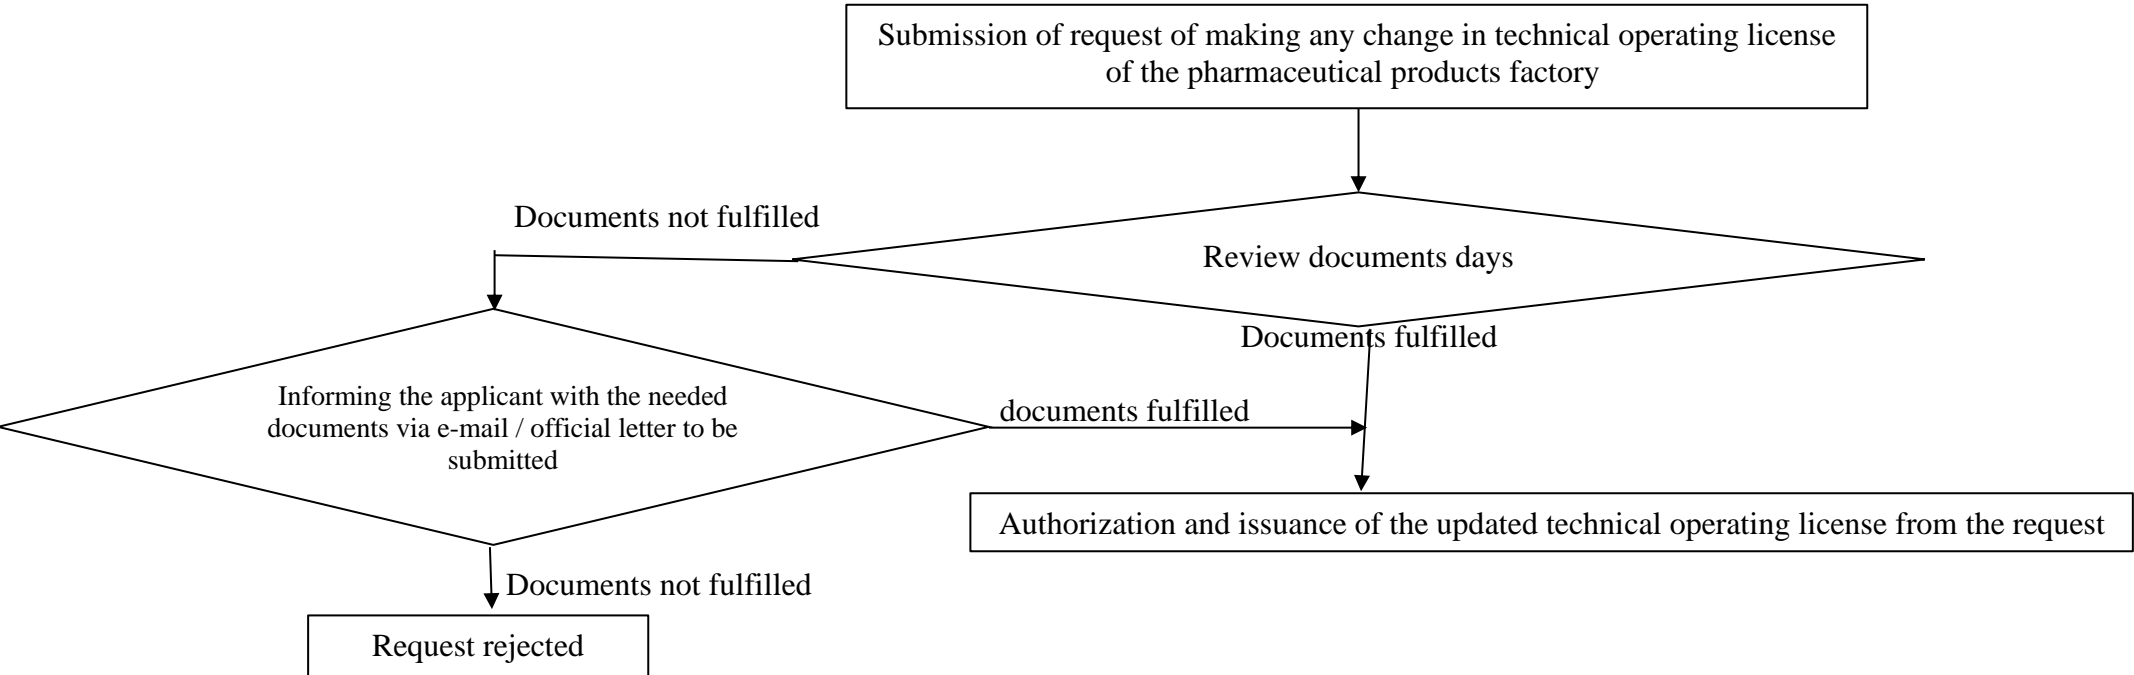 Submission of request of making any change in technical operating license
of the pharmaceutical products factory
Documents not fulfilled
Review documents days
Documents fulfilled
Informing the applicant with the needed
documents via e-mail / official letter to be
submitted
documents fulfilled
Authorization and issuance of the updated technical operating license from the request
Documents not fulfilled
Request rejected